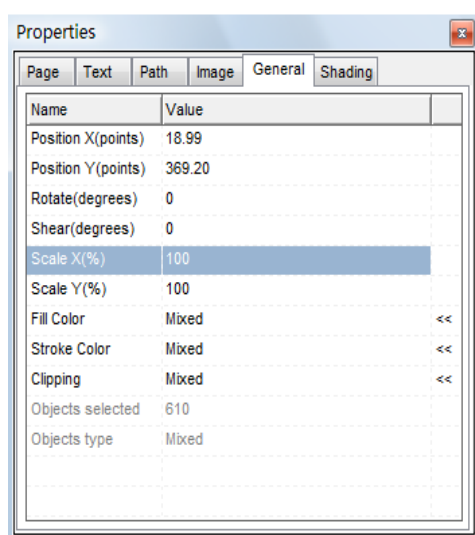 Properties
Page Text Path Image General Shading
Name Value
Position X(points) 18.99
Position Y(points) 369.20
Rotate(degrees) 0
Shear(degrees) 0
Scale X(%) 100
Scale Y(%) 100
Fill Color Mixed <<
Stroke Color Mixed <<
Clipping Mixed <<
Objects selected 610
Objects type Mixed